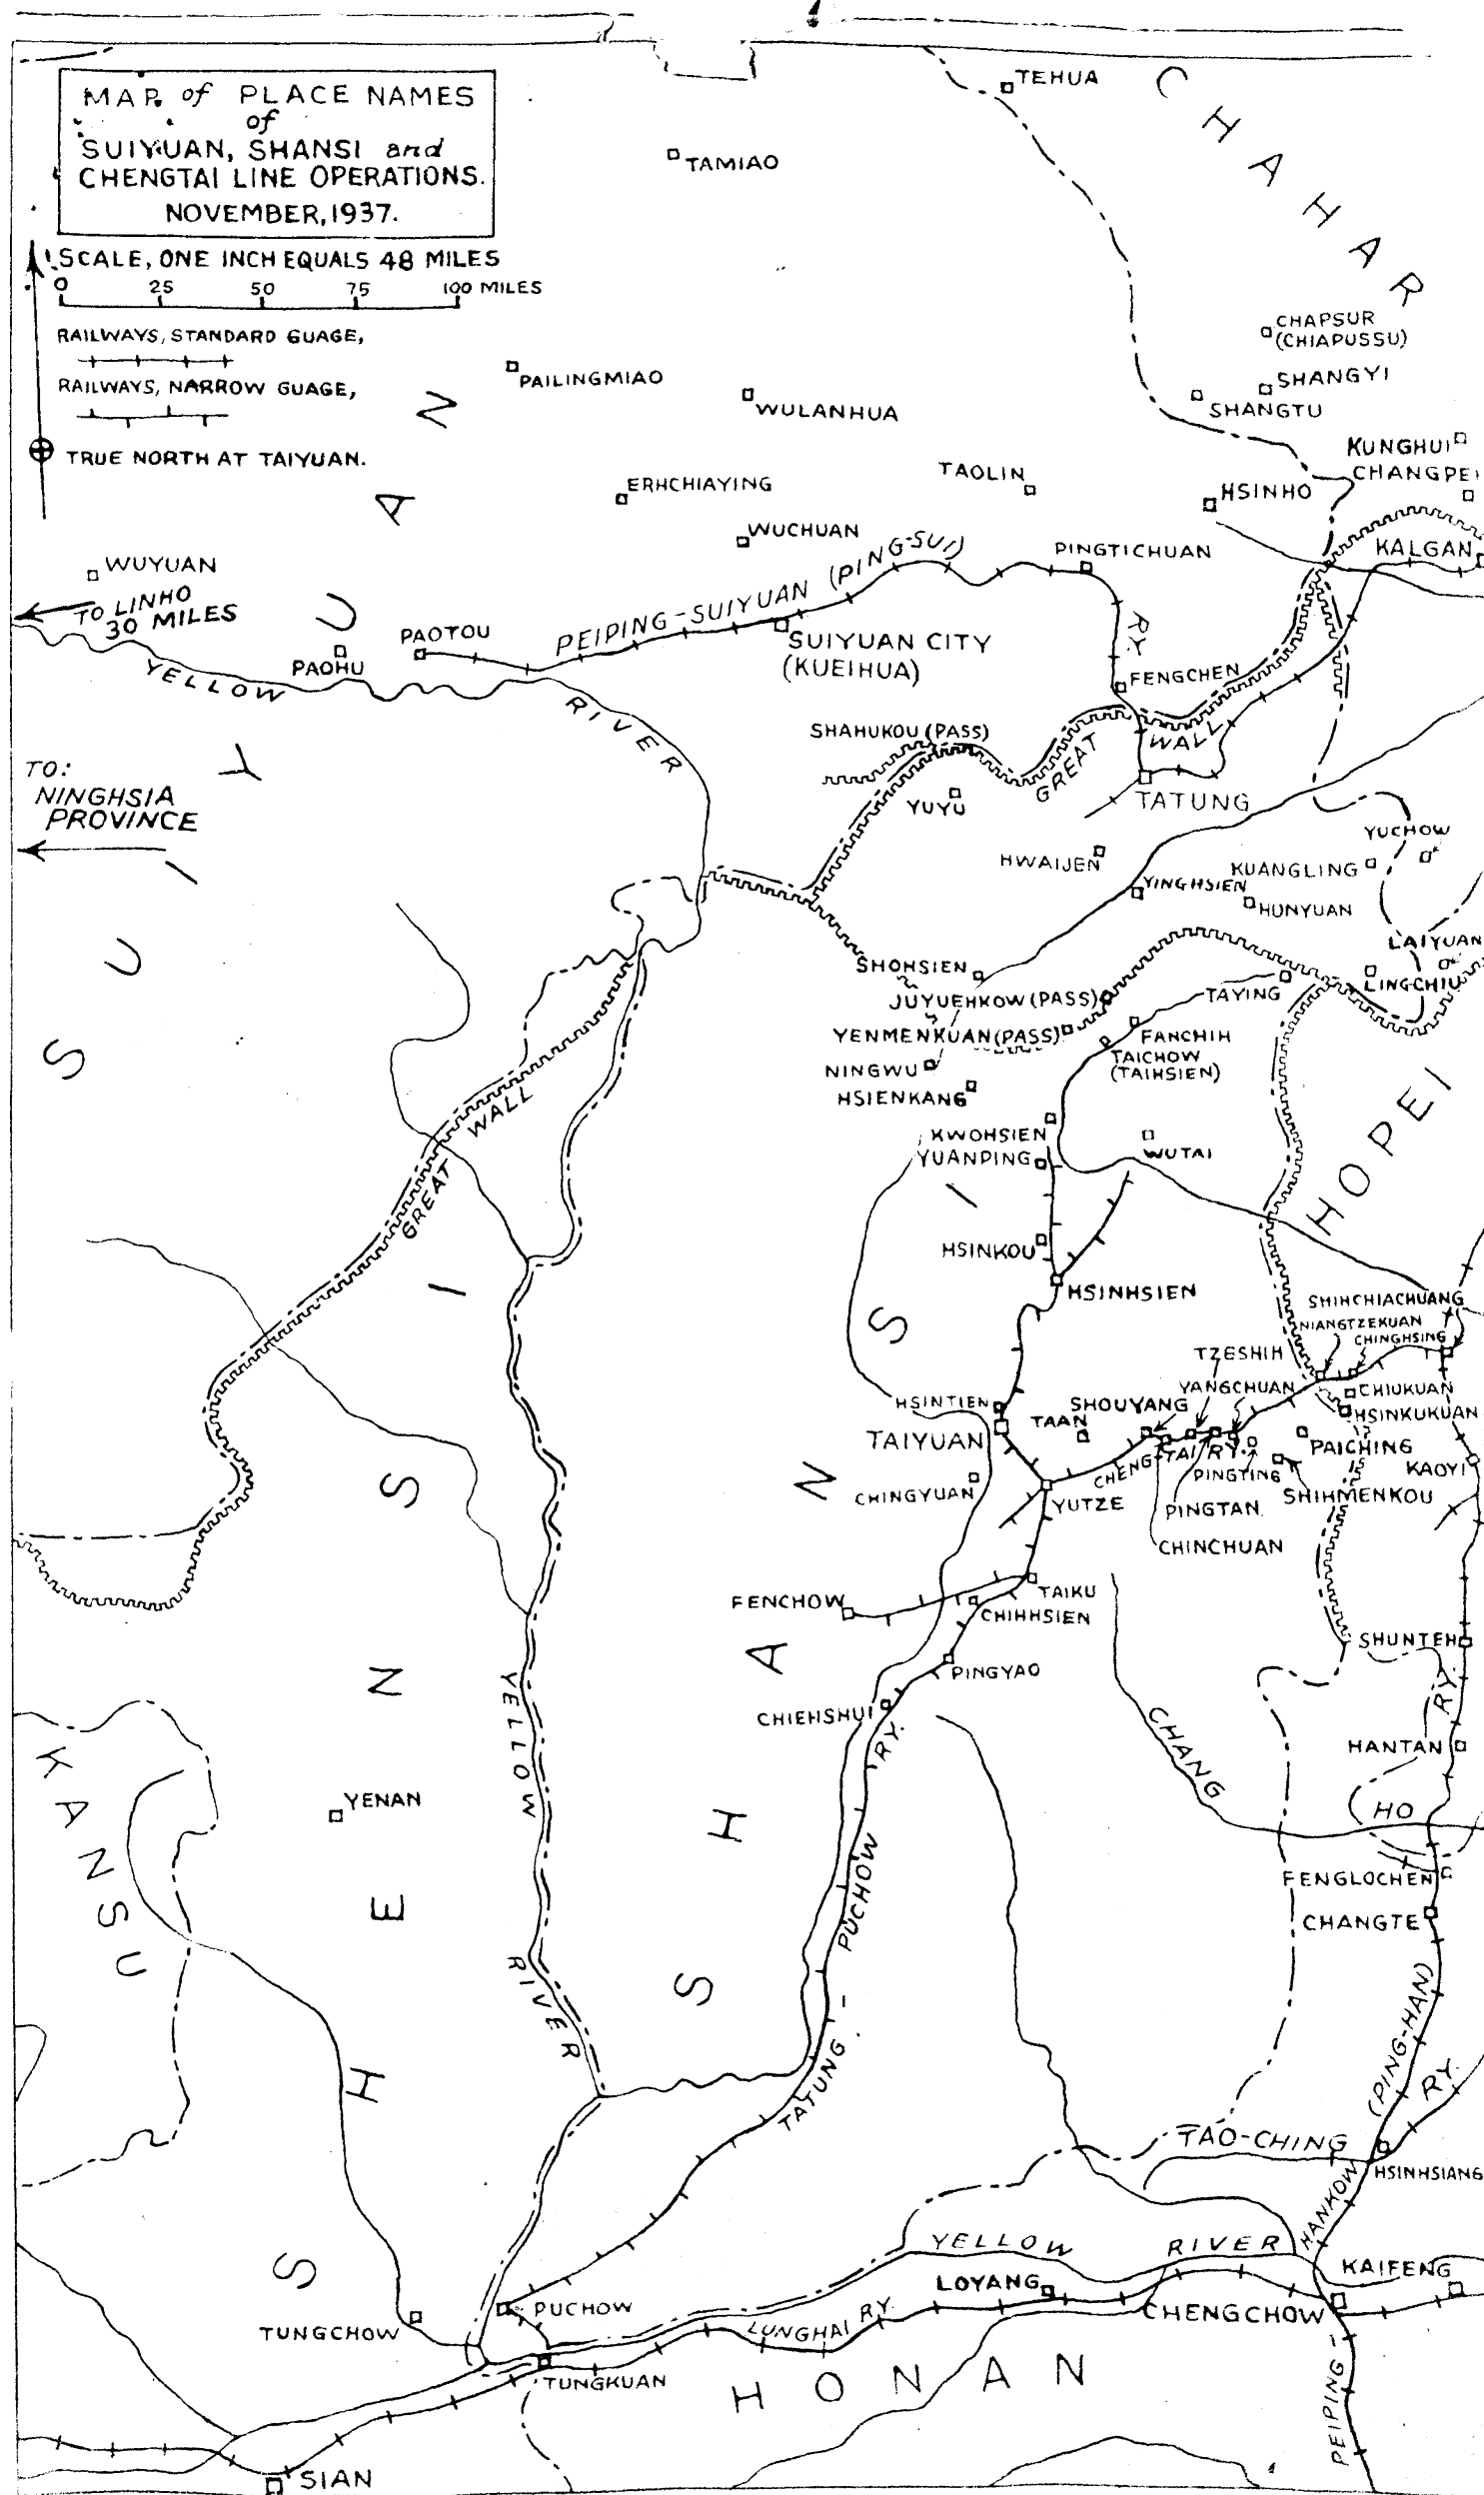 MAP of PLACE NAMES
of
SUIYUAN, SHANSI and
CHENGTAI LINE OPERATIONS.
NOVEMBER, 1937.
SCALE, ONE INCH EQUALS 48 MILES
0 25 50 75 100 MILES
RAILWAYS, STANDARD GUAGE,
RAILWAYS, NARROW GUAGE,
TRUE NORTH AT TAIYUAN.
TEHUA
CHAHAR
TAMIAO
CHAPSUR
(CHIAPUSSU)
SHANGYI
SHANGTU
PAILINGMIAO
WULANHUA
KUNGHUI
CHANGPEI
TAOLIN
HSINHO
ERHCHIAYING
WUCHUAN
PINGTICHUAN
KALGAN
WUYUAN
TO LINHO
30 MILES
PAOHU
PAOTOU
PEIPING-SUIYUAN (PING-SUI)
RY.
SUIYUAN CITY
(KUEIHUA)
FENGCHEN
YELLOW
RIVER
SUIYUAN
SHAHUKOU (PASS)
GREAT
WALL
TO:
NINGHSIA
PROVINCE
YUYU
TATUNG
YUCHOW
HWAIJEN
KUANGLING
YINGHSIEN
HUNYUAN
LAIYUAN
LINGCHIU
SHOHSIEN
JUYUEHKOW (PASS)
TAYING
YENMENKUAN (PASS)
FANCHIH
TAICHOW
(TAIHSIEN)
NINGWU
HSIENKANG
GREAT
WALL
KWOHSIEN
YUANPING
WUTAI
HOPEI
HSINKOU
HSINHSIEN
SHIHCHIACHUANG
NIANGTZEKUAN
CHINGHSING
TZESHIH
YANGCHUAN
CHIUKUAN
HSINTIEN
TAAN
SHOUYANG
HSINKUKUAN
TAIYUAN
PAICHING
CHENG-TAI RY.
PINGTING
KAOYI
CHINGYUAN
YUTZE
PINGTAN
SHIHMENKOU
CHINCHUAN
FENCHOW
TAIKU
CHIHHSIEN
PINGYAO
SHUNTEH
CHIEHSHUI
RY.
RY.
HANTAN
CHANG
HO
YENAN
KANSU
YELLOW
RIVER
SHENSI
SHANSI
FENGLOCHEN
CHANGTE
TATUNG - PUCHOW
(PING-HAN)
RY.
TAO-CHING
HSINHSIANG
HANKOW
YELLOW RIVER
KAIFENG
LOYANG
CHENGCHOW
LUNGHAI RY.
PUCHOW
TUNGCHOW
TUNGKUAN
HONAN
PEIPING -
SIAN